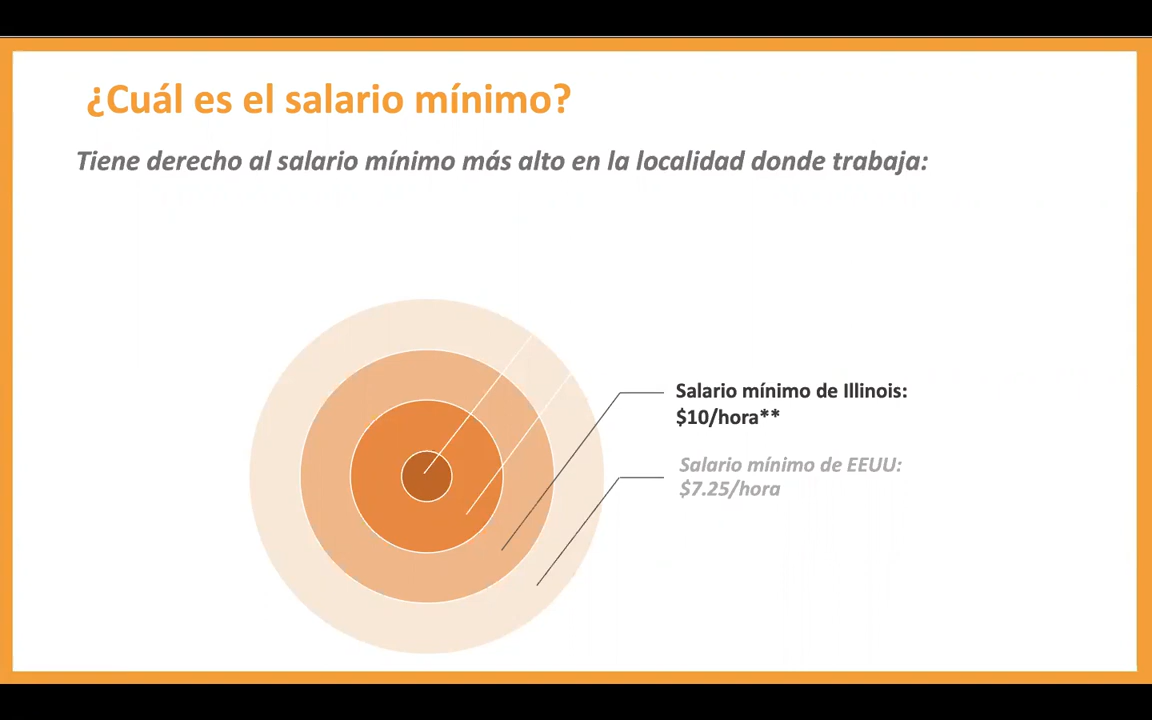 ¿Cuál es el salario mínimo?
Tiene derecho al salario mínimo más alto en la localidad donde trabaja:
Salario mínimo de Illinois:
$10/hora**
Salario mínimo de EEUU:
$7.25/hora